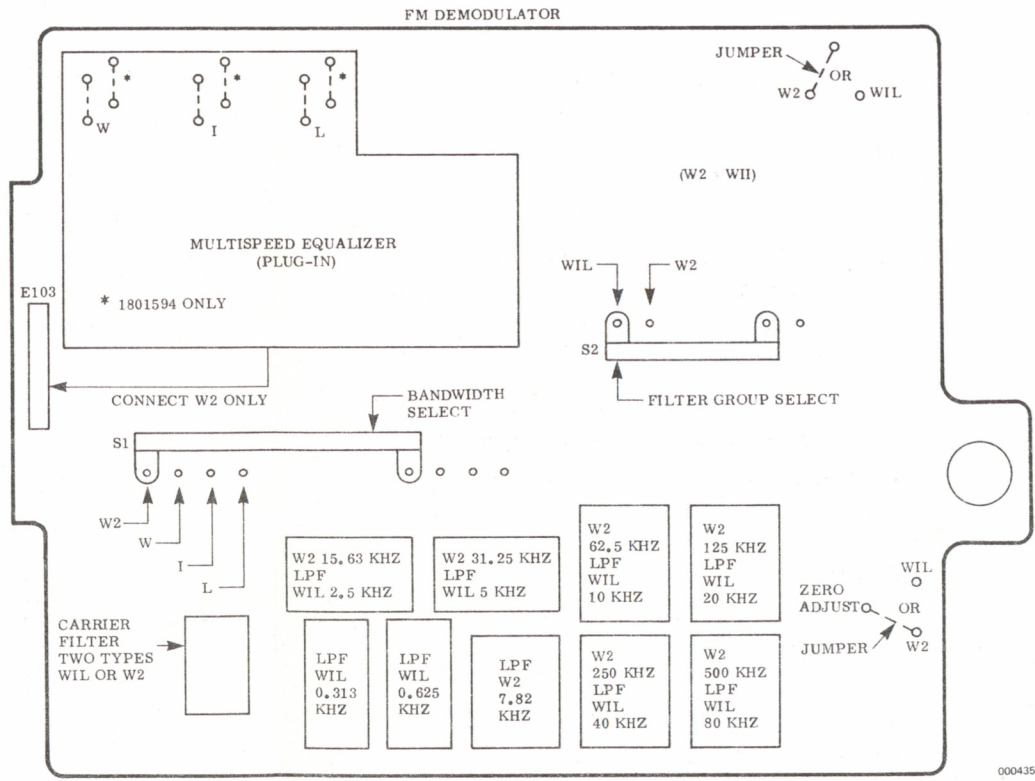 FM DEMODULATOR
JUMPER
OR
W2
WIL
*
*
*
W
I
L
(W2 WII)
MULTISPEED EQUALIZER
(PLUG-IN)
WIL
W2
E103
* 1801594 ONLY
S2
CONNECT W2 ONLY
BANDWIDTH
SELECT
FILTER GROUP SELECT
S1
W2
W
I
L
W2 15.63 KHZ
LPF
WIL 2.5 KHZ
W2 31.25 KHZ
LPF
WIL 5 KHZ
W2
62.5 KHZ
LPF
WIL
10 KHZ
W2
125 KHZ
LPF
WIL
20 KHZ
WIL
ZERO
ADJUST
OR
JUMPER
W2
CARRIER
FILTER
TWO TYPES
WIL OR W2
LPF
WIL
0.313
KHZ
LPF
WIL
0.625
KHZ
LPF
W2
7.82
KHZ
W2
250 KHZ
LPF
WIL
40 KHZ
W2
500 KHZ
LPF
WIL
80 KHZ
000435